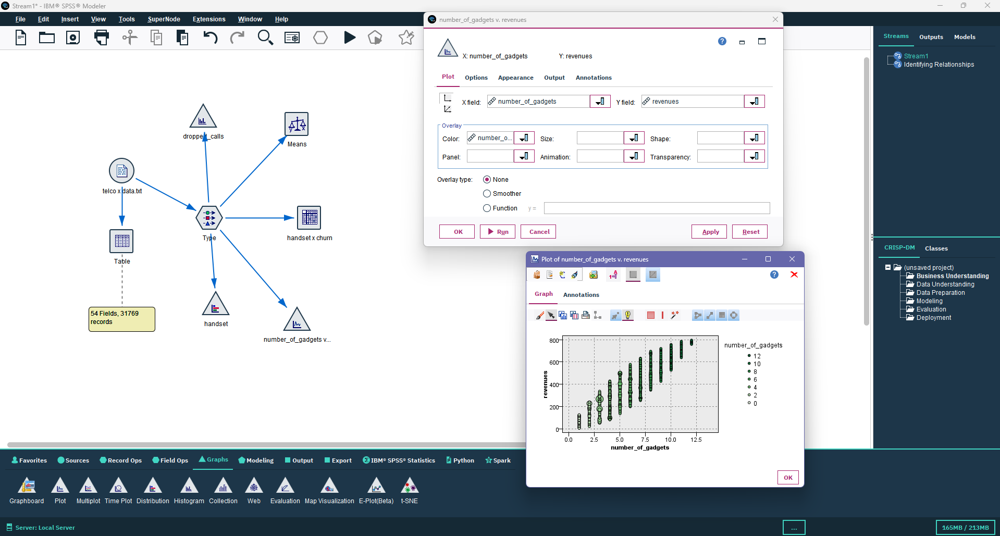 Stream1* - IBM® SPSS® Modeler
File Edit Insert View Tools SuperNode Extensions Window Help
dropped_calls
Means
telco x data.txt
Type
handset x churn
Table
54 Fields, 31769
records
handset
number_of_gadgets v...
number_of_gadgets v. revenues
X: number_of_gadgets Y: revenues
Plot Options Appearance Output Annotations
X field: number_of_gadgets Y field: revenues
Overlay
Color: number_o... Size: Shape:
Panel: Animation: Transparency:
Overlay type: None
Smoother
Function y =
OK Run Cancel Apply Reset
Plot of number_of_gadgets v. revenues
Graph Annotations
800
600
400
200
0
revenues
0.0 2.5 5.0 7.5 10.0 12.5
number_of_gadgets
number_of_gadgets
12
10
8
6
4
2
0
OK
Streams Outputs Models
Stream1
Identifying Relationships
CRISP-DM Classes
(unsaved project)
Business Understanding
Data Understanding
Data Preparation
Modeling
Evaluation
Deployment
Favorites Sources Record Ops Field Ops Graphs Modeling Output Export IBM® SPSS® Statistics Python Spark
Graphboard Plot Multiplot Time Plot Distribution Histogram Collection Web Evaluation Map Visualization E-Plot(Beta) t-SNE
Server: Local Server
...
165MB / 213MB